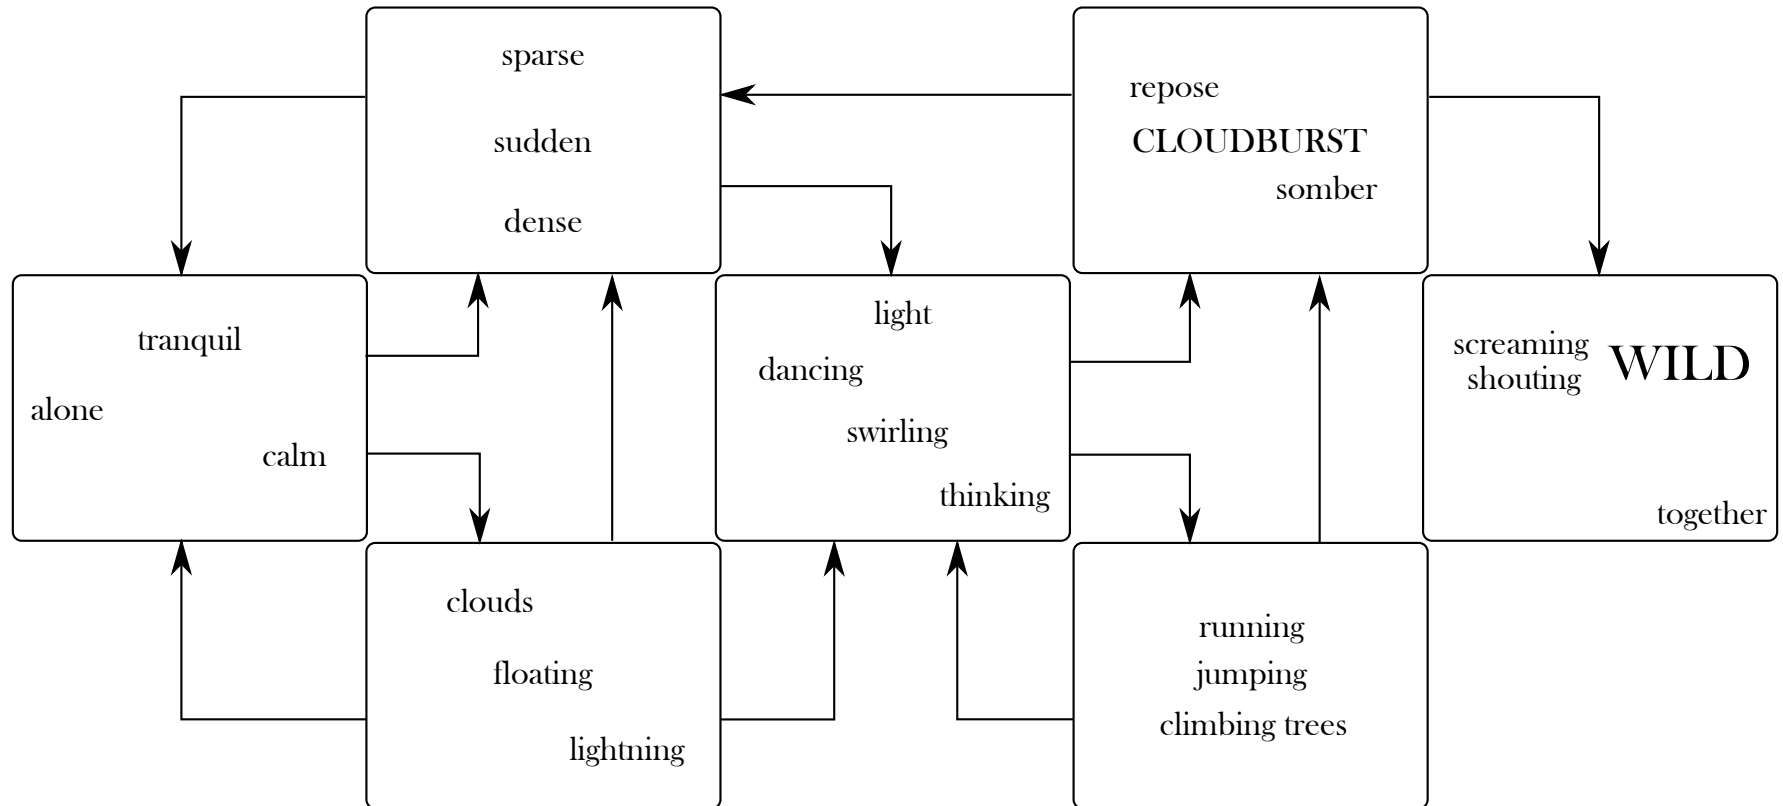 sparse
sudden
dense
repose
CLOUDBURST
somber
tranquil
alone
calm
light
dancing
swirling
thinking
screaming
shouting
WILD
together
clouds
floating
lightning
running
jumping
climbing trees